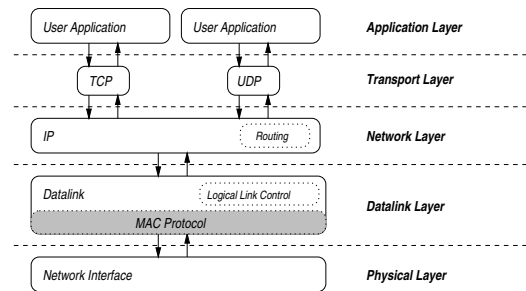 User Application User Application Application Layer
TCP UDP Transport Layer
IP Routing Network Layer
Datalink Logical Link Control
MAC Protocol Datalink Layer
Network Interface Physical Layer